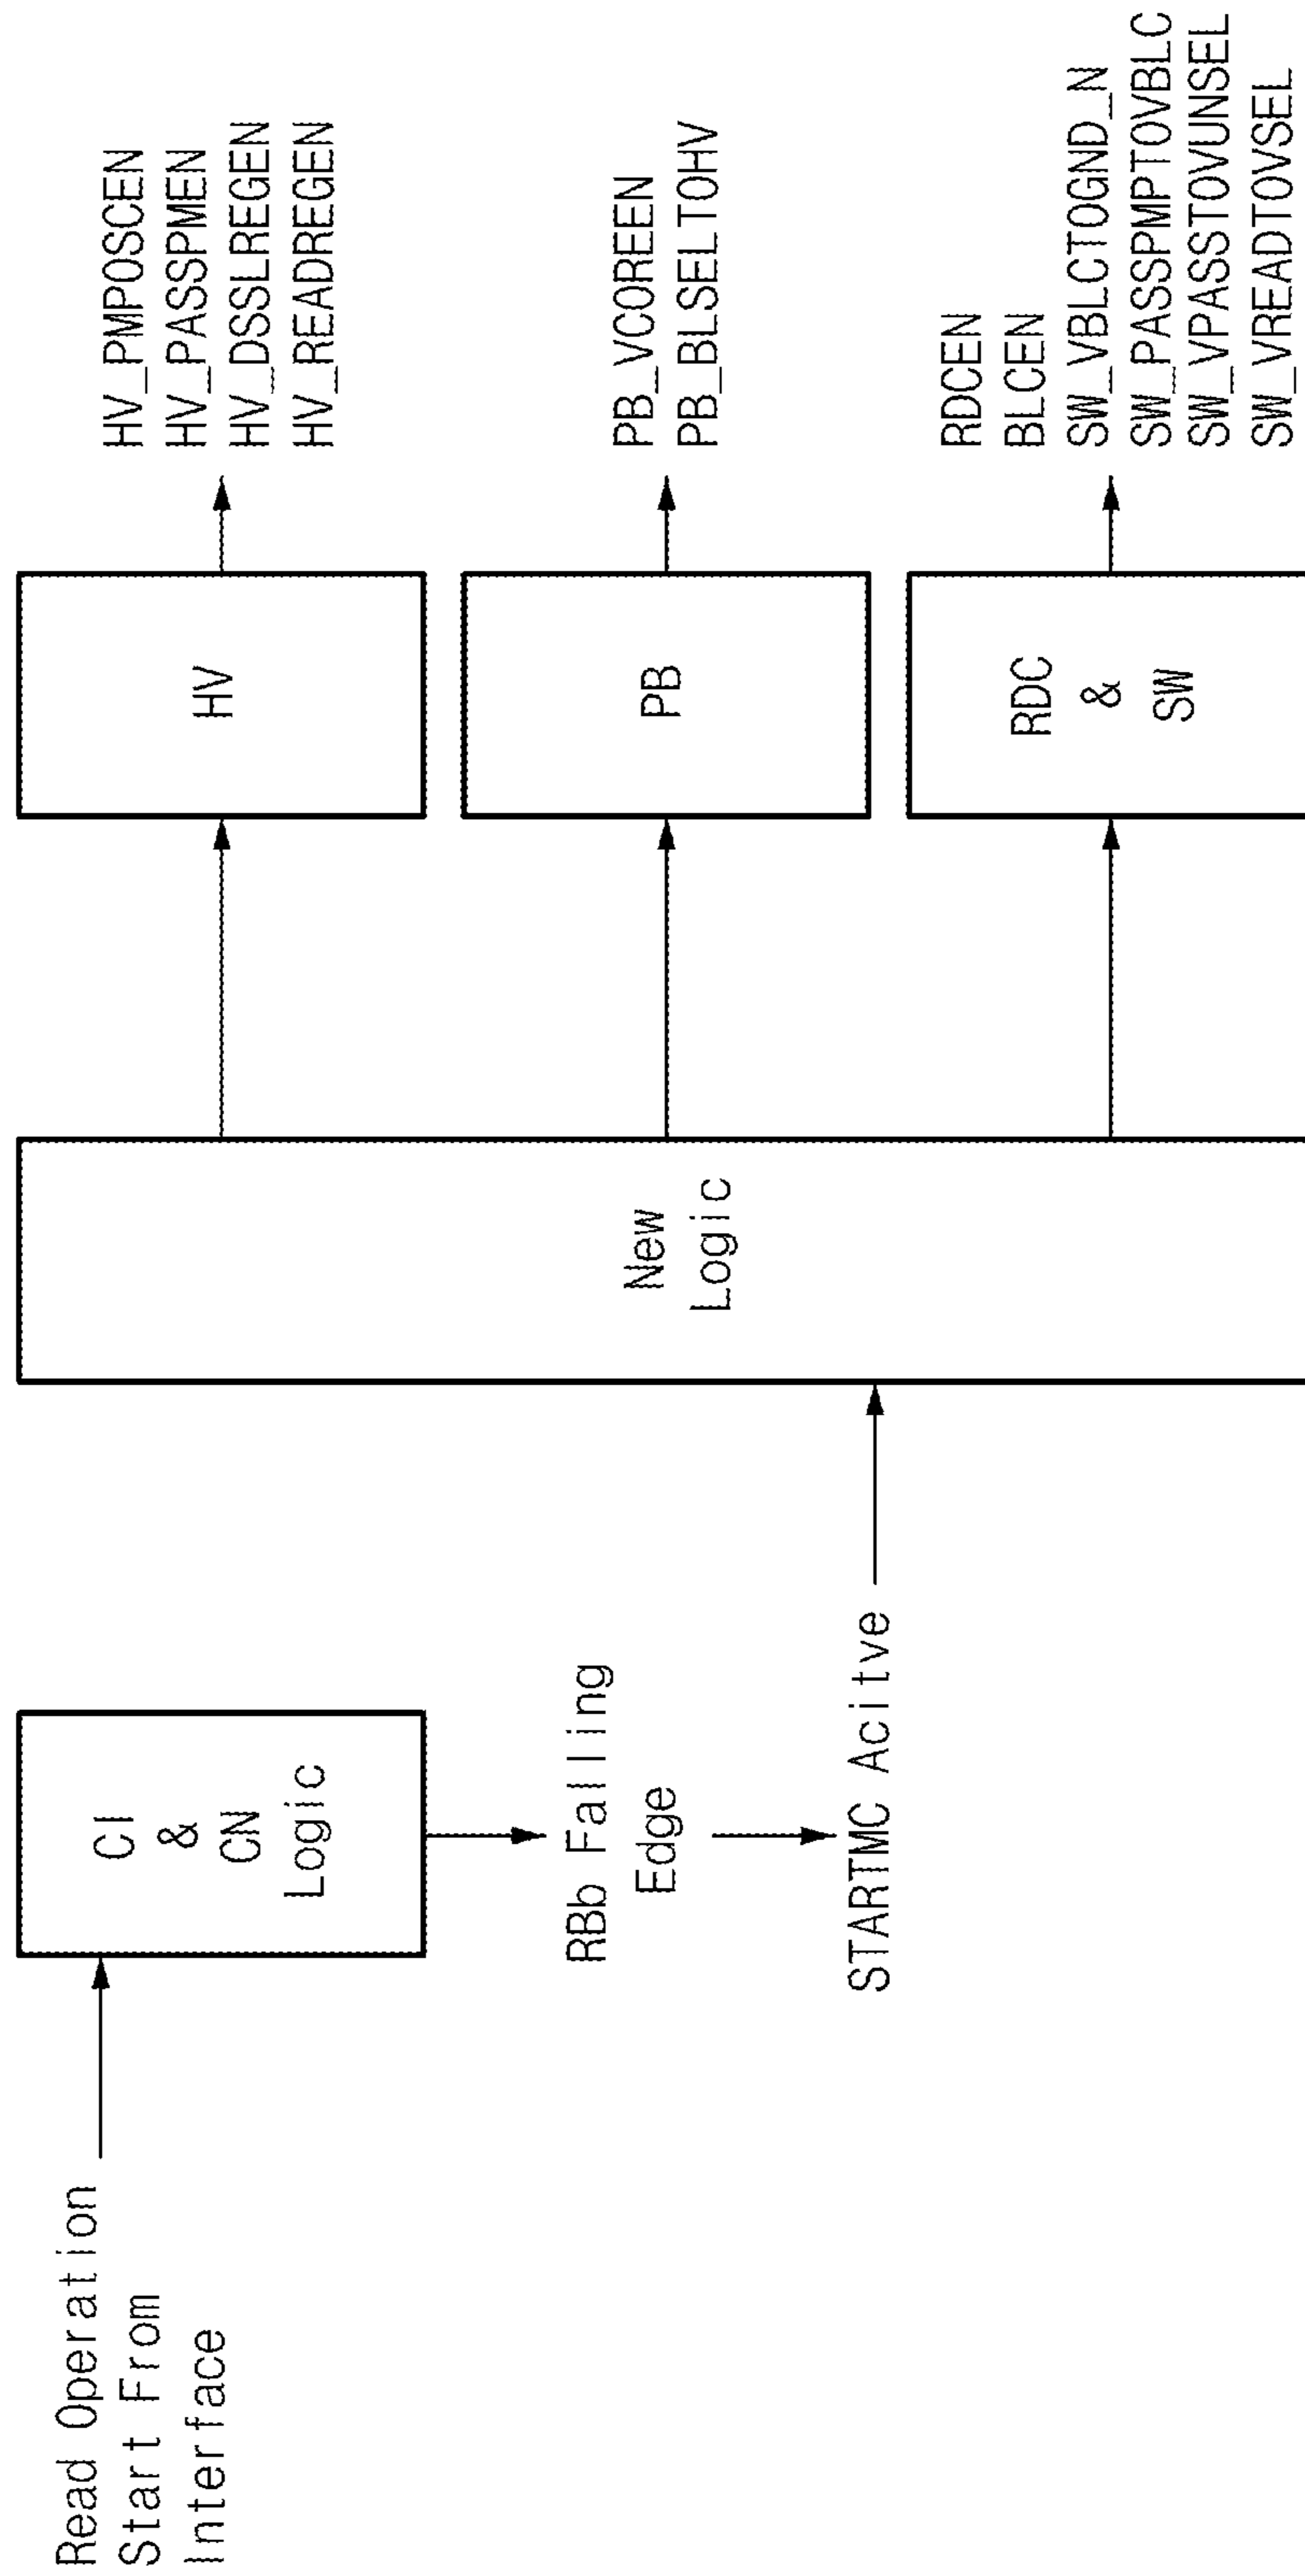 Read Operation
Start From
Interface
CI
&
CN
Logic
RBb Falling
Edge
STARTMC Acitve
New
Logic
HV
HV_PMPOSCEN
HV_PASSPMEN
HV_DSSLREGEN
HV_READREGEN
PB
PB_VCOREEN
PB_BLSELTOHV
RDC
&
SW
RDCEN
BLCEN
SW_VBLCTOGND_N
SW_PASSPMPTOVBLC
SW_VPASSTOVUNSEL
SW_VREADTOVSEL